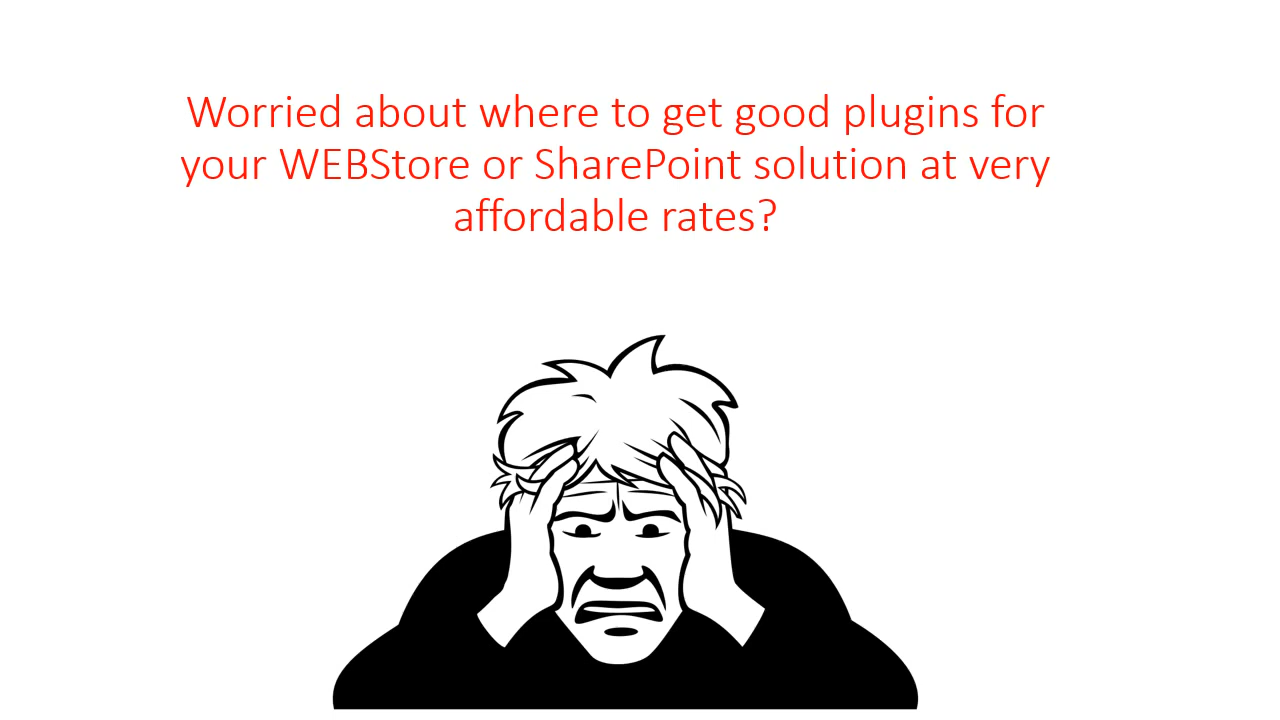 Worried about where to get good plugins for
your WEBStore or SharePoint solution at very
affordable rates?